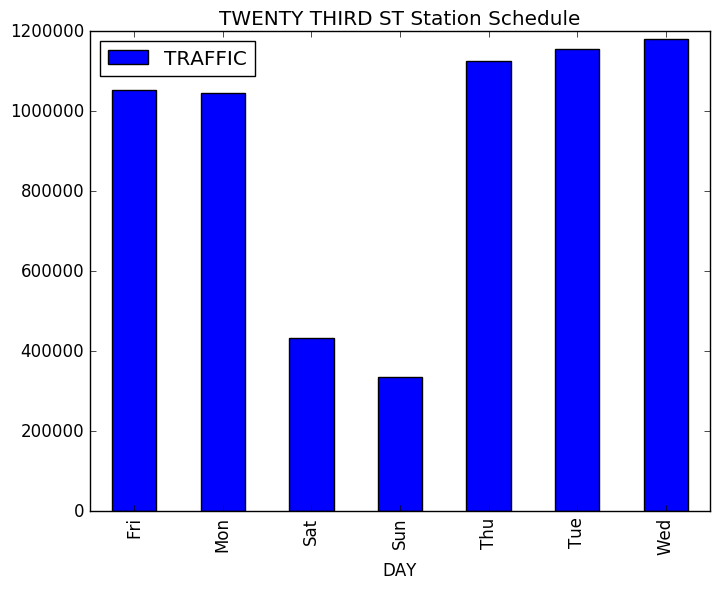 TWENTY THIRD ST Station Schedule
TRAFFIC
1200000
1000000
800000
600000
400000
200000
0
Fri
Mon
Sat
Sun
Thu
Tue
Wed
DAY